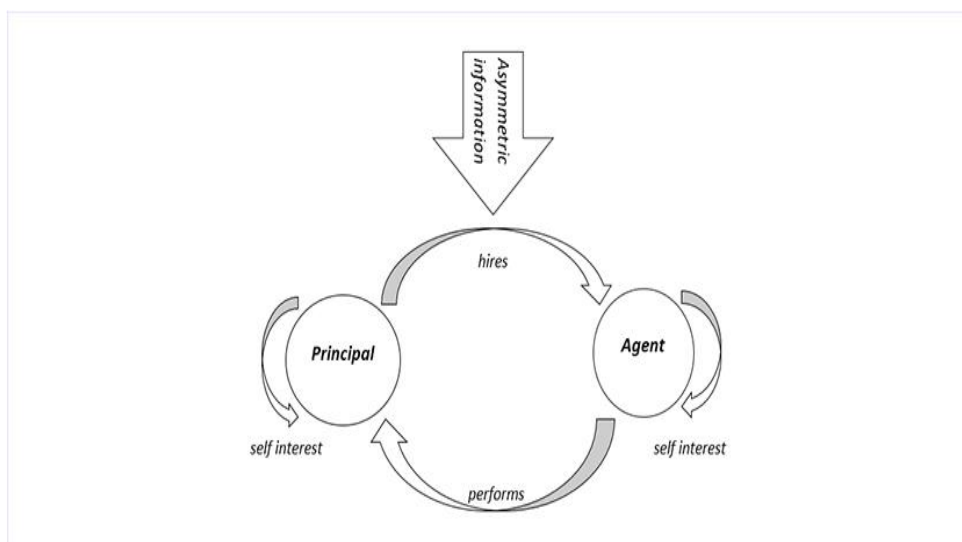 Asymmetric
information
hires
Principal
Agent
self interest
self interest
performs